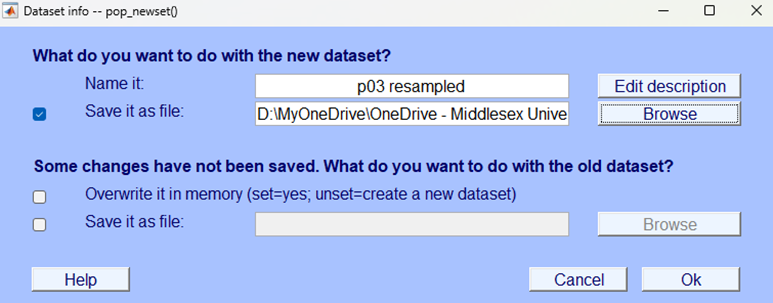 Dataset info -- pop_newset()
What do you want to do with the new dataset?
Name it: p03 resampled Edit description
Save it as file: D:\MyOneDrive\OneDrive - Middlesex Unive Browse
Some changes have not been saved. What do you want to do with the old dataset?
Overwrite it in memory (set=yes; unset=create a new dataset)
Save it as file: Browse
Help Cancel Ok